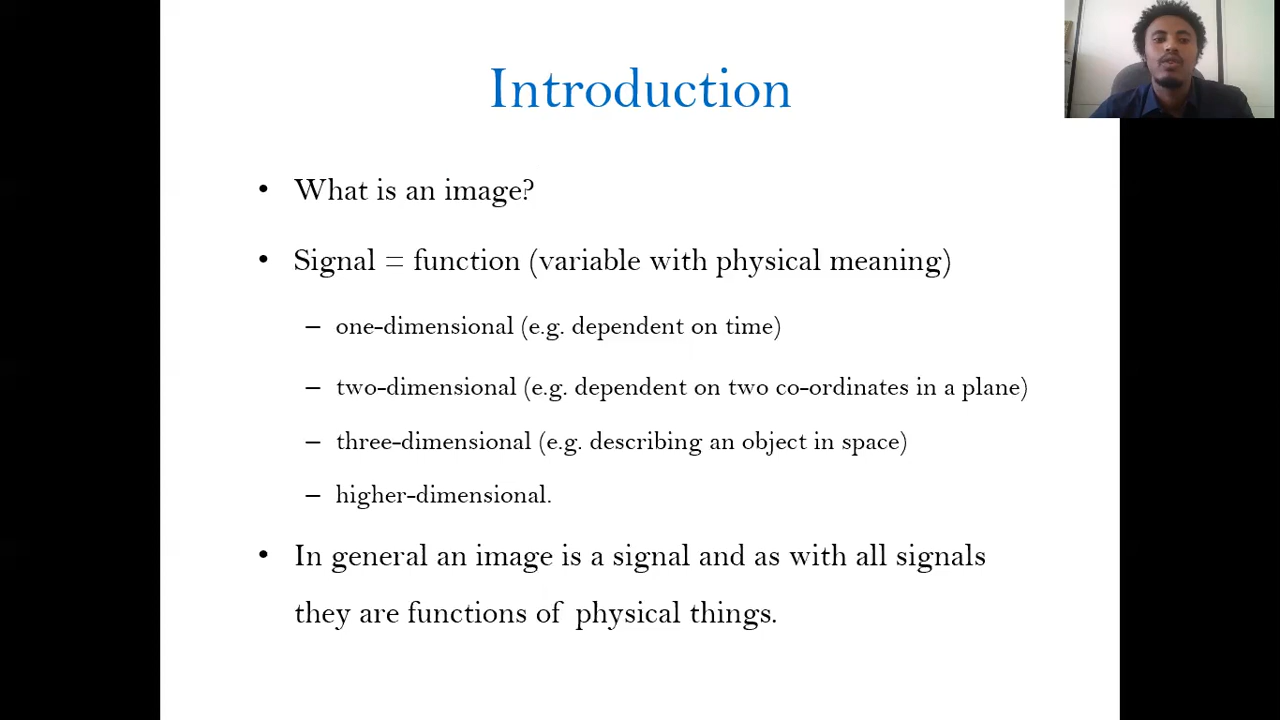 Introduction
• What is an image?
• Signal = function (variable with physical meaning)
– one-dimensional (e.g. dependent on time)
– two-dimensional (e.g. dependent on two co-ordinates in a plane)
– three-dimensional (e.g. describing an object in space)
– higher-dimensional.
• In general an image is a signal and as with all signals
they are functions of physical things.